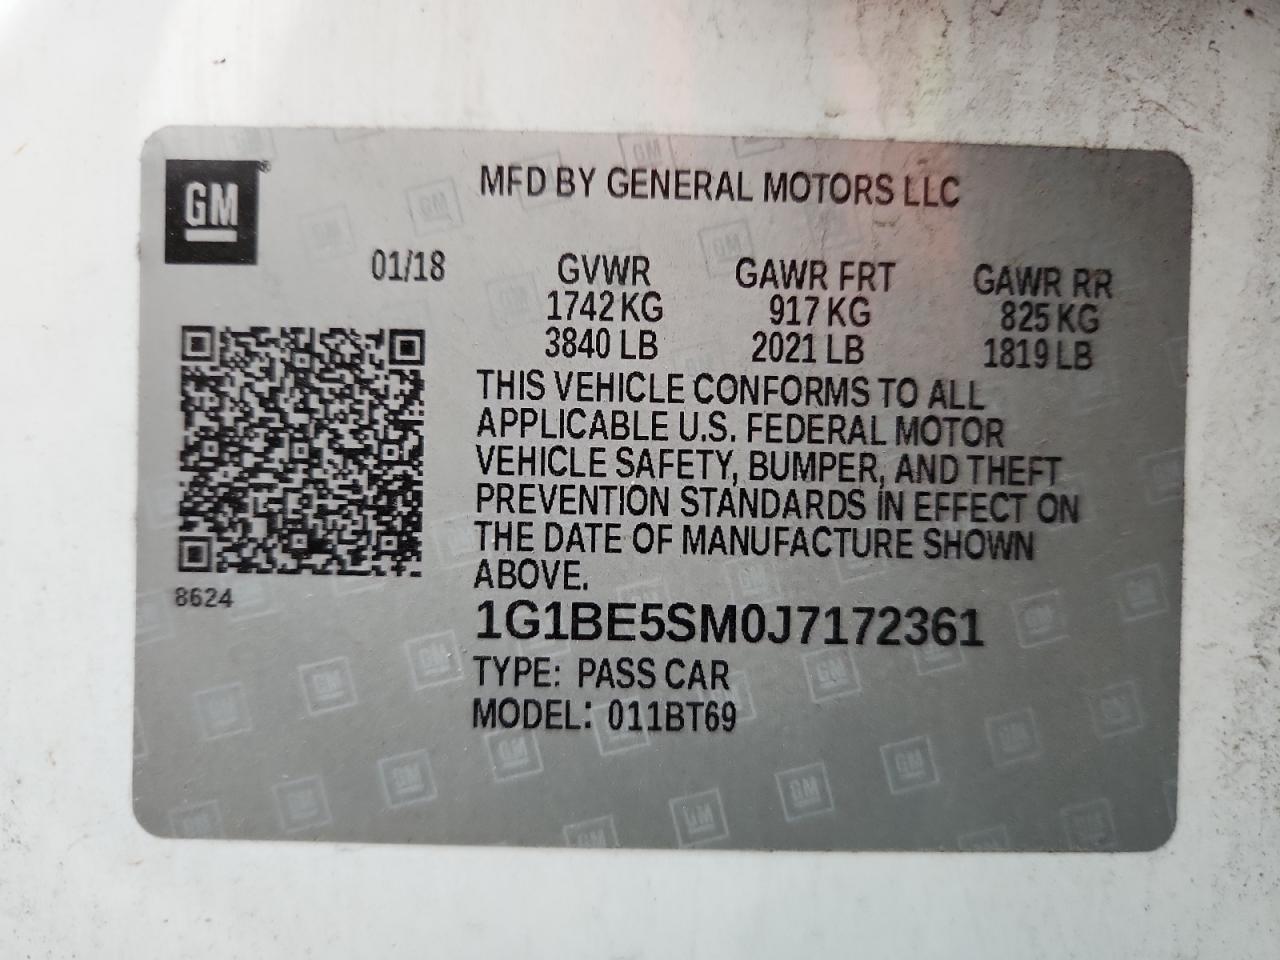 GM®
MFD BY GENERAL MOTORS LLC
01/18 GVWR GAWR FRT GAWR RR
1742 KG 917 KG 825 KG
3840 LB 2021 LB 1819 LB
THIS VEHICLE CONFORMS TO ALL
APPLICABLE U.S. FEDERAL MOTOR
VEHICLE SAFETY, BUMPER, AND THEFT
PREVENTION STANDARDS IN EFFECT ON
THE DATE OF MANUFACTURE SHOWN
ABOVE.
8624
1G1BE5SM0J7172361
TYPE: PASS CAR
MODEL: 011BT69